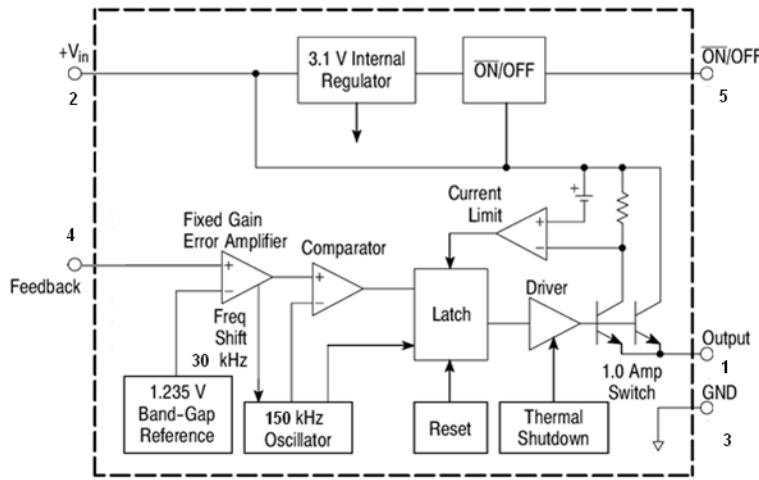 +Vin
2
3.1 V Internal
Regulator
ON/OFF
ON/OFF
5
4
Feedback
Fixed Gain
Error Amplifier
Comparator
Current
Limit
+
+
−
+
−
+
−
Freq
Shift
30 kHz
Latch
Driver
Output
1
1.0 Amp
Switch
GND
3
1.235 V
Band-Gap
Reference
150 kHz
Oscillator
Reset
Thermal
Shutdown